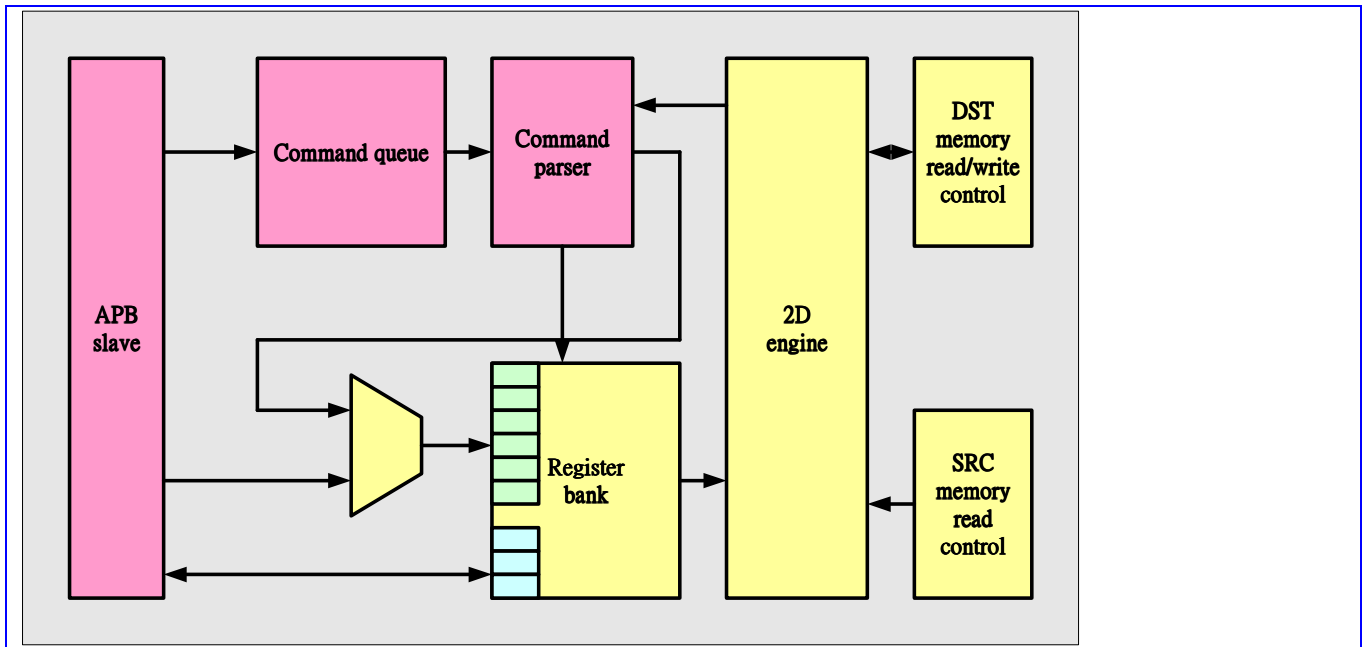 APB
slave
Command queue
Command
parser
2D
engine
DST
memory
read/write
control
Register
bank
SRC
memory
read
control